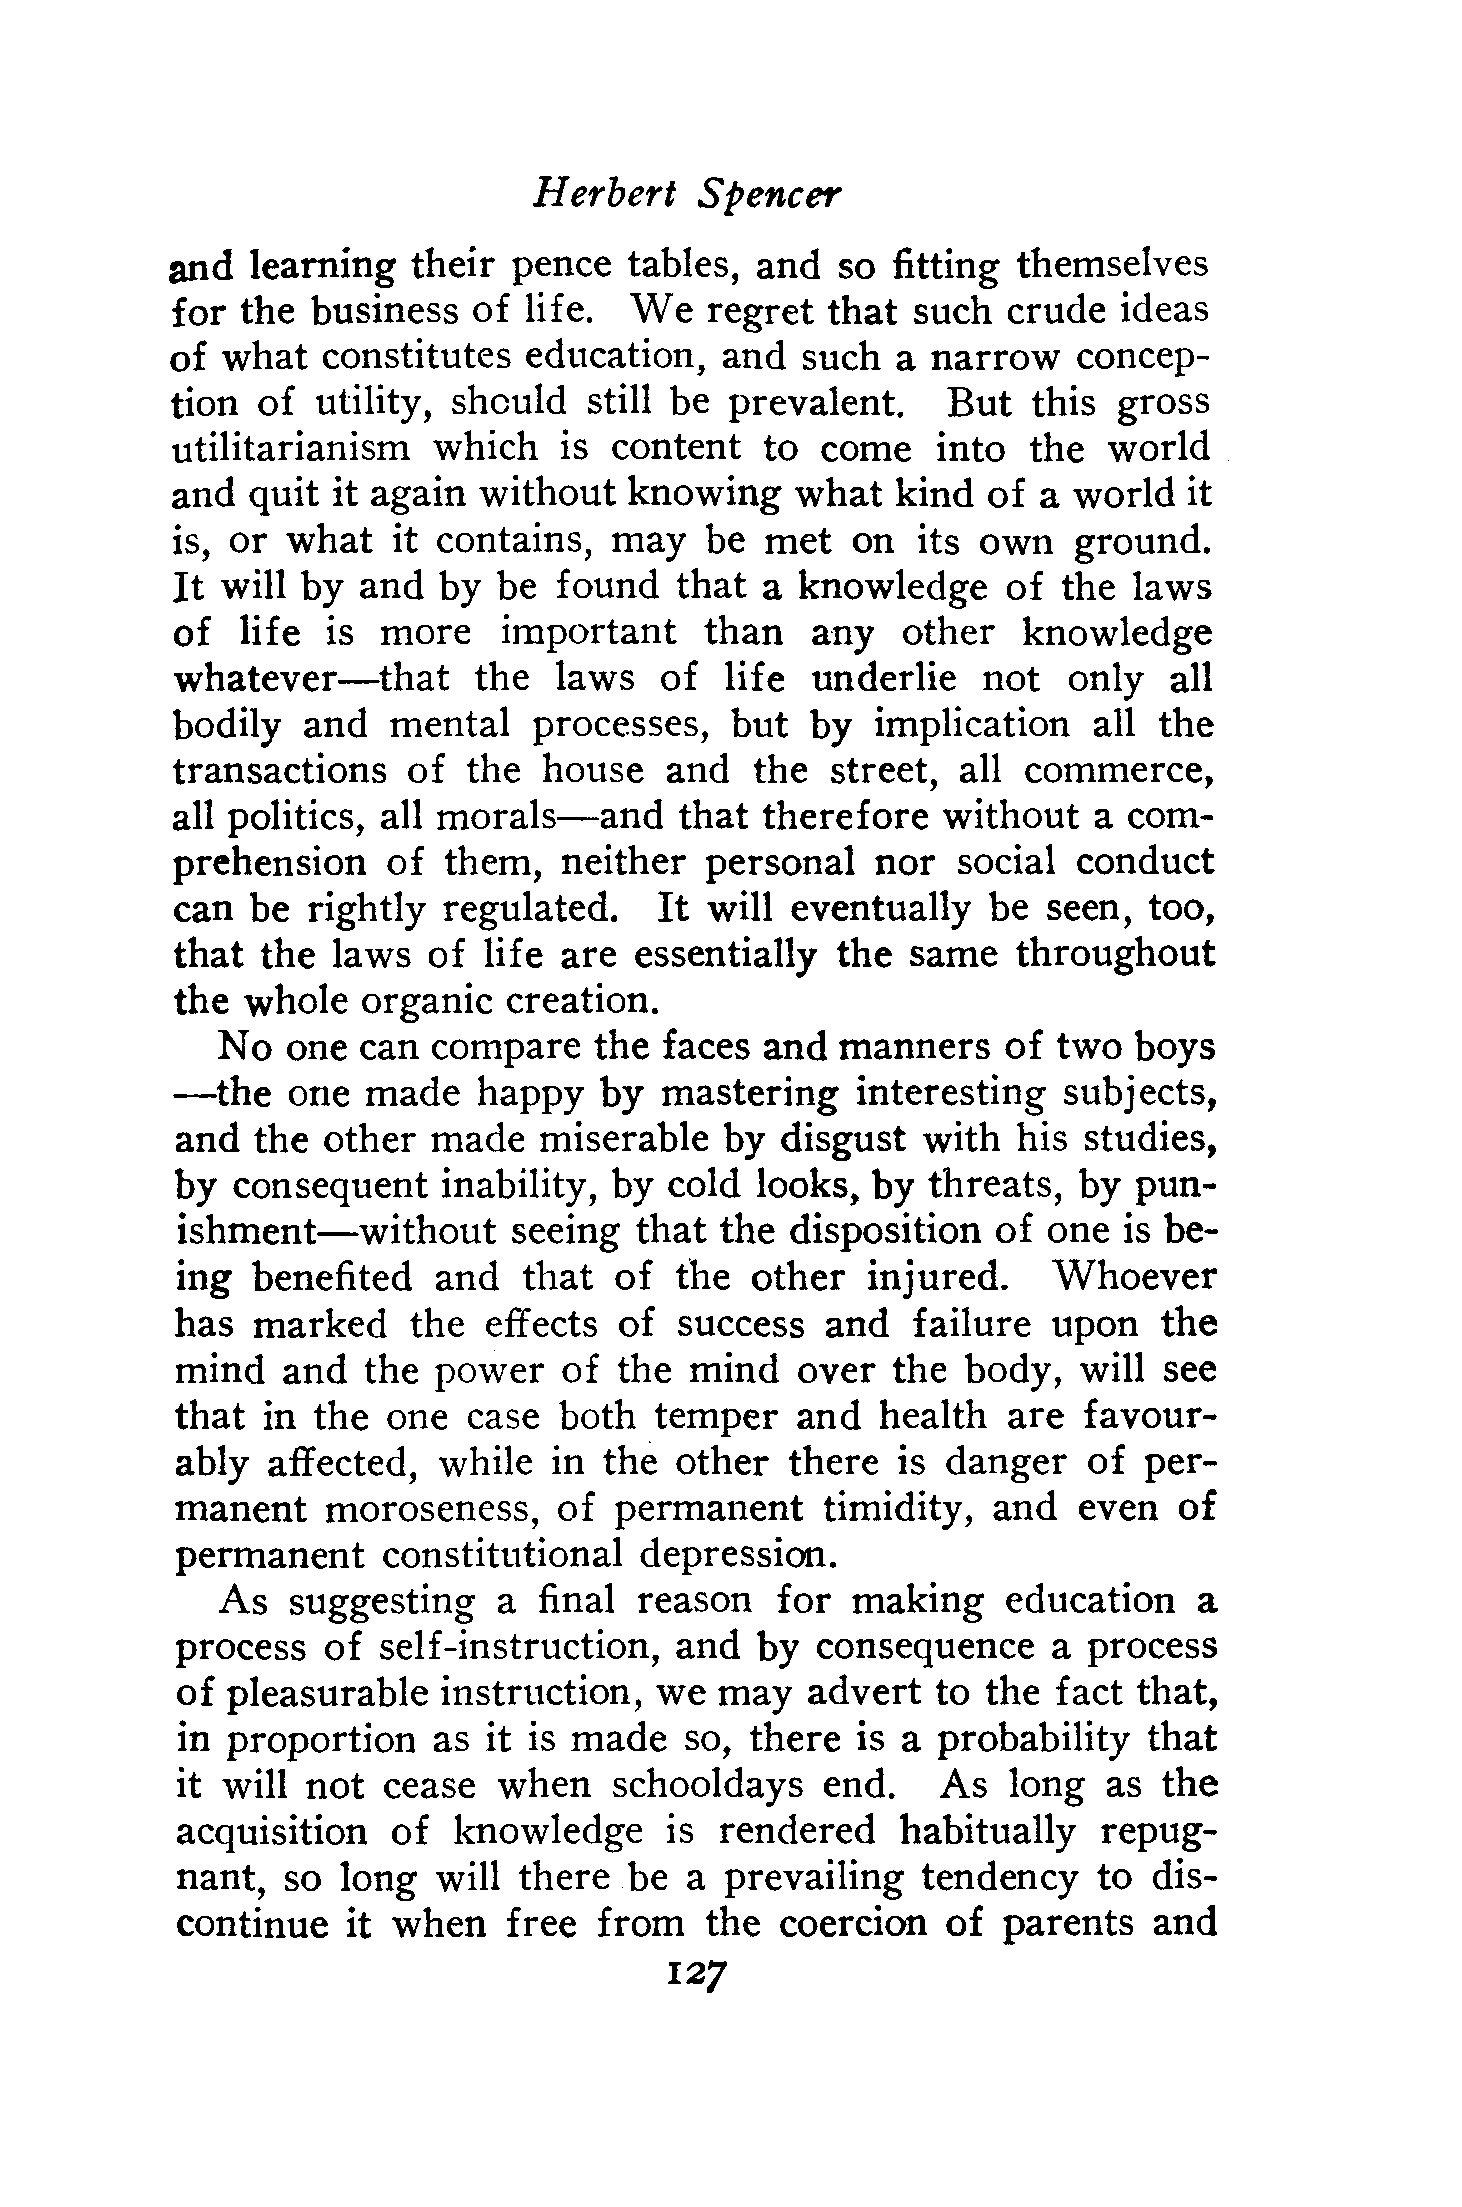 Herbert Spencer
and learning their pence tables, and so fitting themselves
for the business of life. We regret that such crude ideas
of what constitutes education, and such a narrow concep-
tion of utility, should still be prevalent. But this gross
utilitarianism which is content to come into the world
and quit it again without knowing what kind of a world it
is, or what it contains, may be met on its own ground.
It will by and by be found that a knowledge of the laws
of life is more important than any other knowledge
whatever—that the laws of life underlie not only all
bodily and mental processes, but by implication all the
transactions of the house and the street, all commerce,
all politics, all morals—and that therefore without a com-
prehension of them, neither personal nor social conduct
can be rightly regulated. It will eventually be seen, too,
that the laws of life are essentially the same throughout
the whole organic creation.
No one can compare the faces and manners of two boys
—the one made happy by mastering interesting subjects,
and the other made miserable by disgust with his studies,
by consequent inability, by cold looks, by threats, by pun-
ishment—without seeing that the disposition of one is be-
ing benefited and that of the other injured. Whoever
has marked the effects of success and failure upon the
mind and the power of the mind over the body, will see
that in the one case both temper and health are favour-
ably affected, while in the other there is danger of per-
manent moroseness, of permanent timidity, and even of
permanent constitutional depression.
As suggesting a final reason for making education a
process of self-instruction, and by consequence a process
of pleasurable instruction, we may advert to the fact that,
in proportion as it is made so, there is a probability that
it will not cease when schooldays end. As long as the
acquisition of knowledge is rendered habitually repug-
nant, so long will there be a prevailing tendency to dis-
continue it when free from the coercion of parents and
127